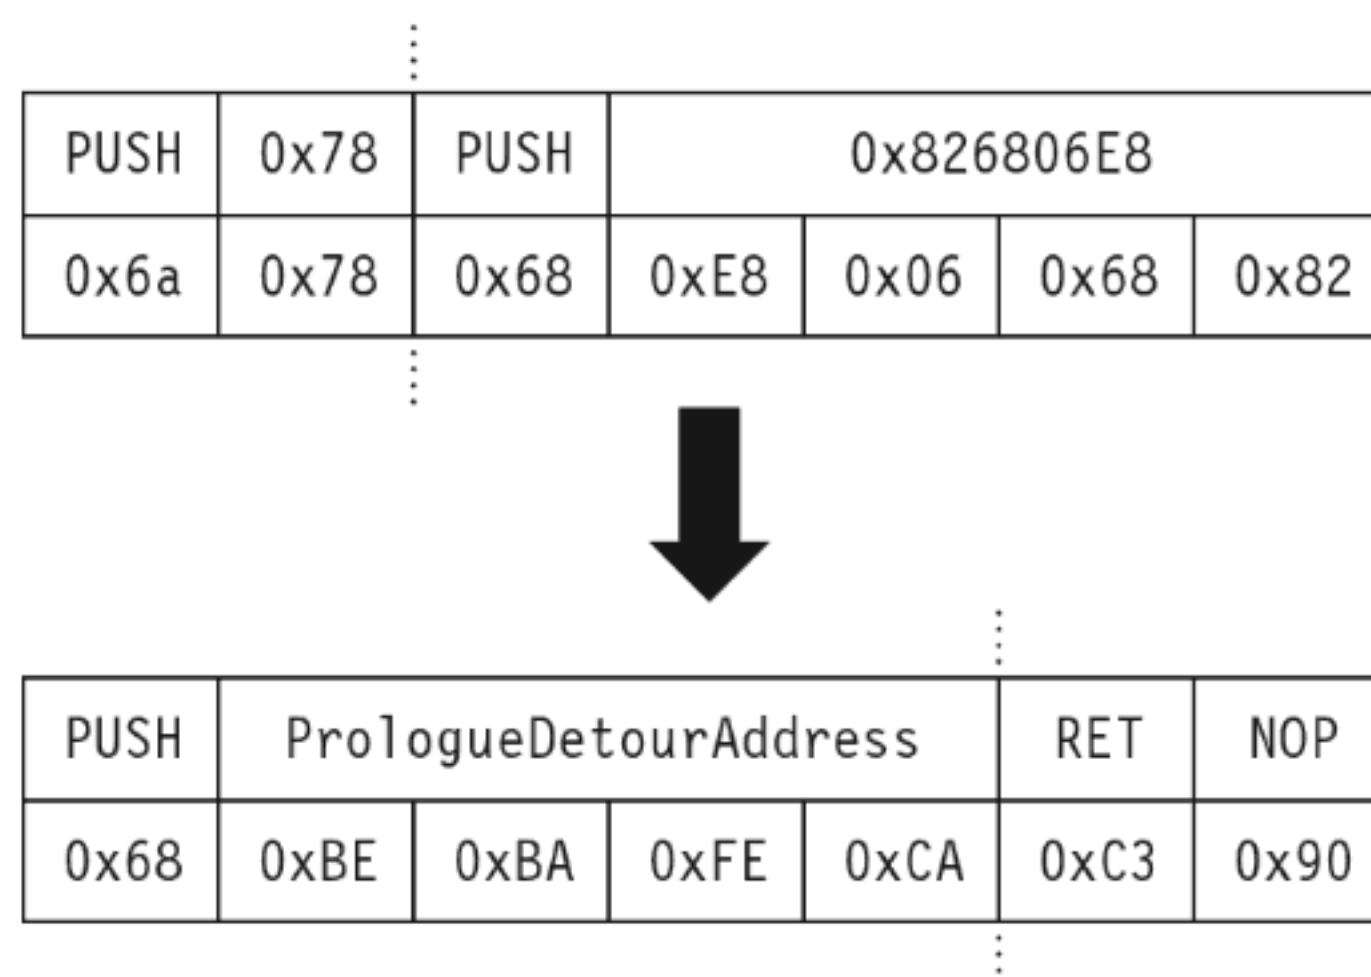 PUSH 0x78 PUSH 0x826806E8
0x6a 0x78 0x68 0xE8 0x06 0x68 0x82
PUSH PrologueDetourAddress RET NOP
0x68 0xBE 0xBA 0xFE 0xCA 0xC3 0x90